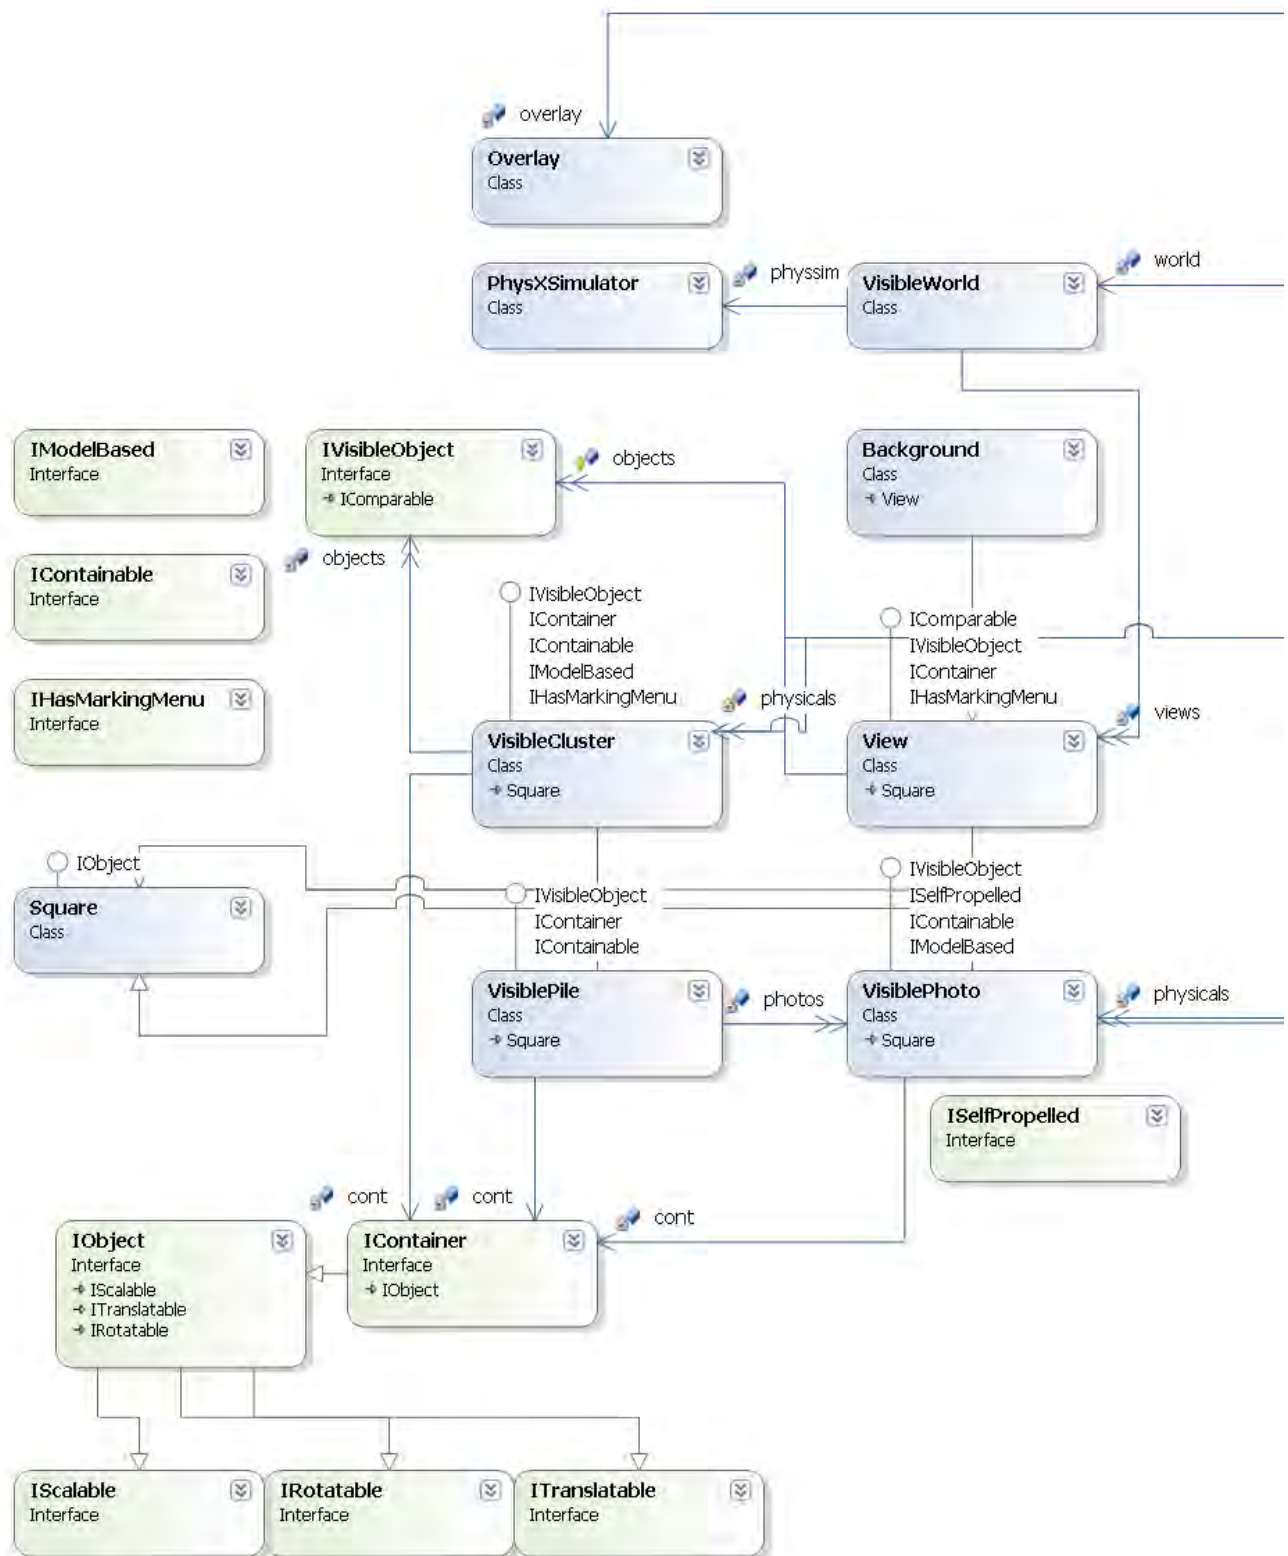 overlay
Overlay
Class
PhysXSimulator
Class
physsim
VisibleWorld
Class
world
IModelBased
Interface
IVisibleObject
Interface
IComparable
objects
Background
Class
View
IContainable
Interface
objects
IVisibleObject
IContainer
IContainable
IModelBased
IHasMarkingMenu
IComparable
IVisibleObject
IContainer
IHasMarkingMenu
IHasMarkingMenu
Interface
physicals
views
VisibleCluster
Class
Square
View
Class
Square
IObject
Square
Class
IVisibleObject
IContainer
IContainable
IVisibleObject
ISelfPropelled
IContainable
IModelBased
VisiblePile
Class
Square
photos
VisiblePhoto
Class
Square
physicals
ISelfPropelled
Interface
cont
cont
cont
IObject
Interface
IScalable
ITranslatable
IRotatable
IContainer
Interface
IObject
IScalable
Interface
IRotatable
Interface
ITranslatable
Interface